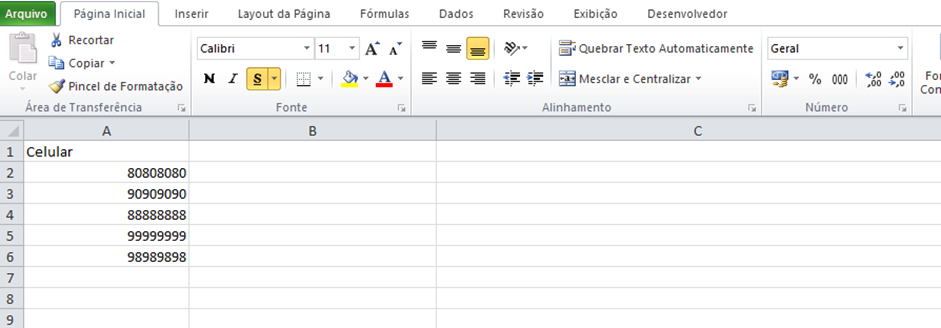 Arquivo Página Inicial Inserir Layout da Página Fórmulas Dados Revisão Exibição Desenvolvedor
Colar
Recortar
Copiar
Pincel de Formatação
Área de Transferência
Calibri 11 A A
N I S A
Fonte
Quebrar Texto Automaticamente
Mesclar e Centralizar
Alinhamento
Geral
% 000 ,0 ,00 ,00 ,0
Número
A B C
1 Celular
2 80808080
3 90909090
4 88888888
5 99999999
6 98989898
7
8
9